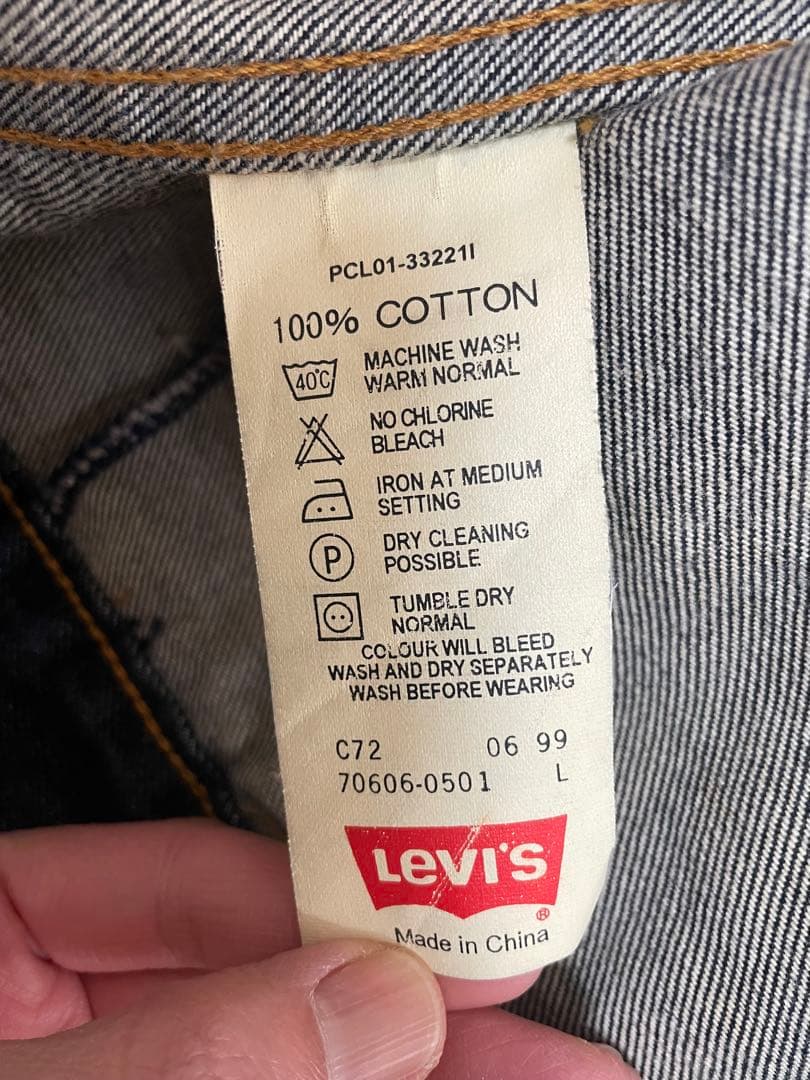 PCL01-33221I
100% COTTON
40°C
MACHINE WASH
WARM NORMAL
NO CHLORINE
BLEACH
IRON AT MEDIUM
SETTING
P
DRY CLEANING
POSSIBLE
TUMBLE DRY
NORMAL
COLOUR WILL BLEED
WASH AND DRY SEPARATELY
WASH BEFORE WEARING
C72 06 99
70606-0501 L
LEVI'S
®
Made in China